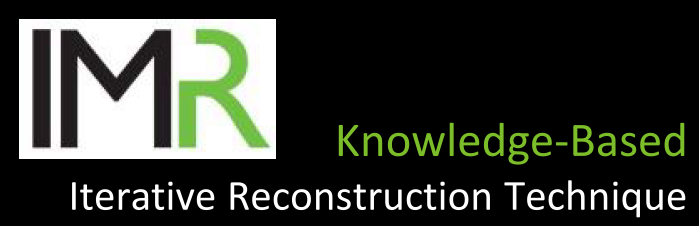 IMR
Knowledge-Based
Iterative Reconstruction Technique